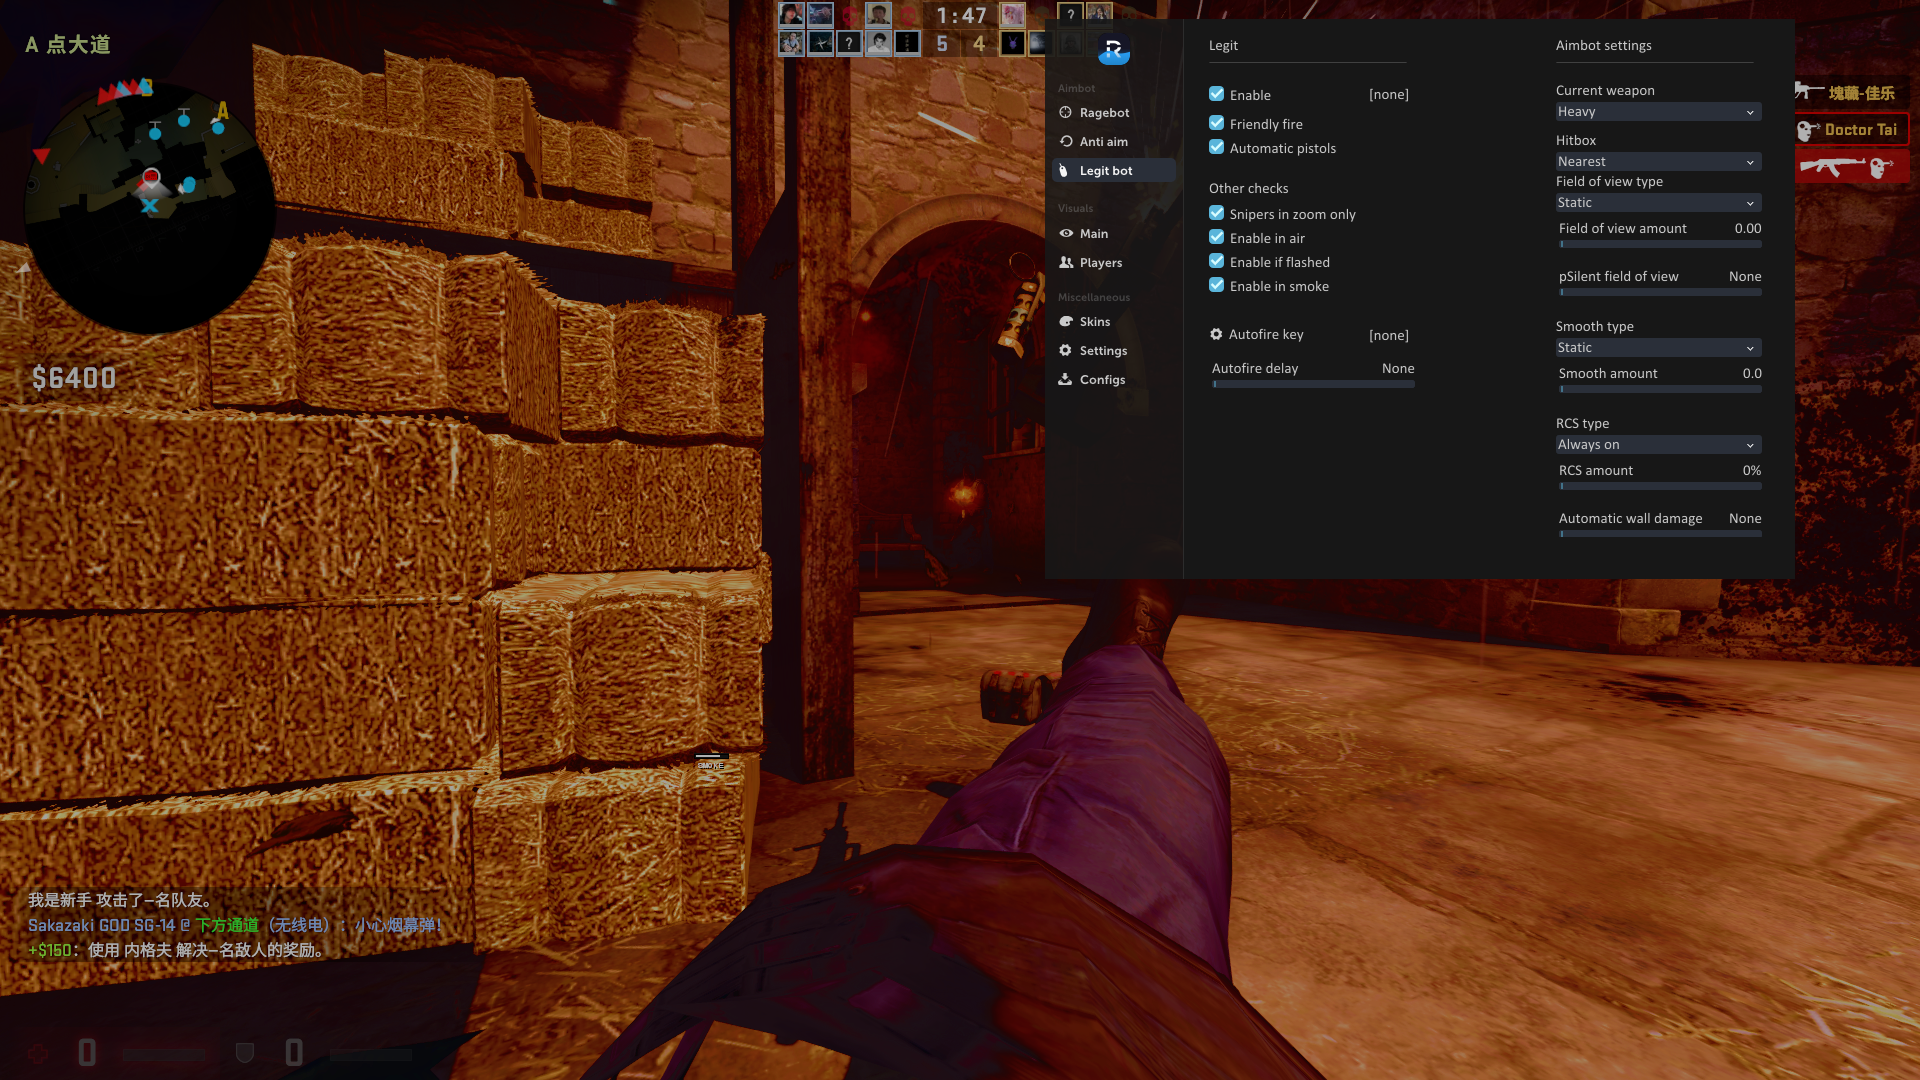 A 点大道
$6400
1:47
5 4
? ?
A
R
Aimbot
Ragebot
Anti aim
Legit bot
Visuals
Main
Players
Miscellaneous
Skins
Settings
Configs
Legit
Enable [none]
Friendly fire
Automatic pistols
Other checks
Snipers in zoom only
Enable in air
Enable if flashed
Enable in smoke
Autofire key [none]
Autofire delay None
Aimbot settings
Current weapon
Heavy
Hitbox
Nearest
Field of view type
Static
Field of view amount 0.00
pSilent field of view None
Smooth type
Static
Smooth amount 0.0
RCS type
Always on
RCS amount 0%
Automatic wall damage None
-佳乐
Doctor Tai
SMOKE
我是新手 攻击了一名队友。
Sakazaki GOD SG-14 @ 下方通道 (无线电): 小心烟幕弹!
+$150: 使用 内格夫 解决一名敌人的奖励。
0 0